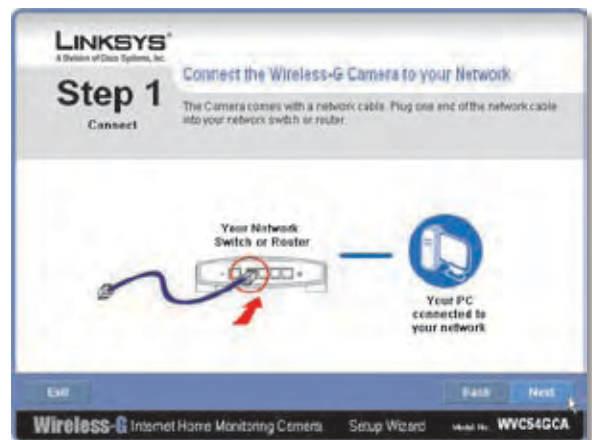 LINKSYS®
A Division of Cisco Systems, Inc.
Step 1
Connect
Connect the Wireless-G Camera to your Network
The Camera comes with a network cable. Plug one end of the network cable
into your network switch or router.
Your Network
Switch or Router
Your PC
connected to
your network
Exit
Back
Next
Wireless-G Internet Home Monitoring Camera
Setup Wizard
Model No. WVC54GCA